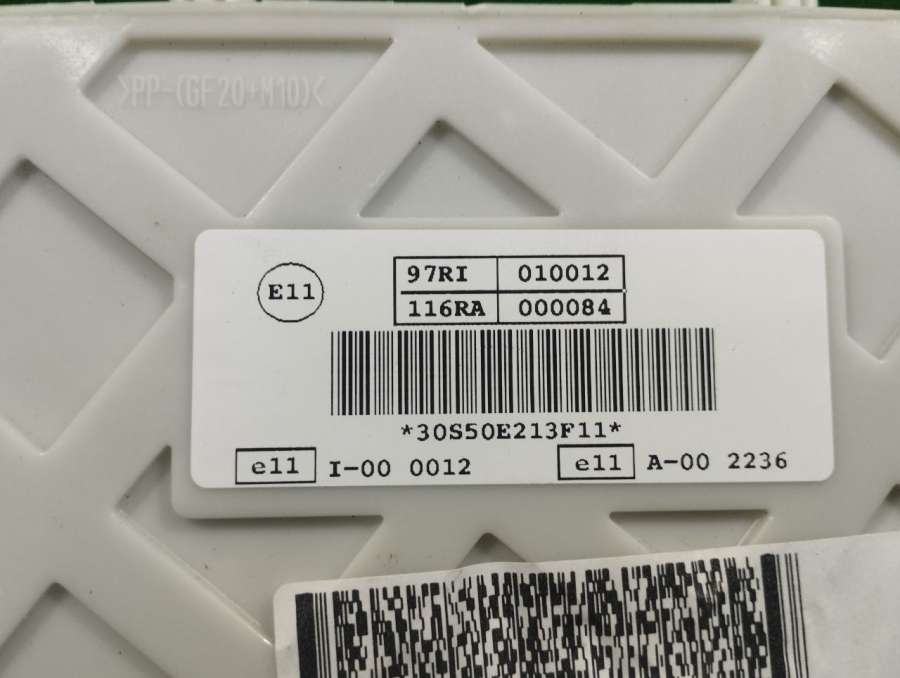 >PP-(GF20+M10)<
E11
97RI 010012
116RA 000084
*30S50E213F11*
e11 I-00 0012 e11 A-00 2236